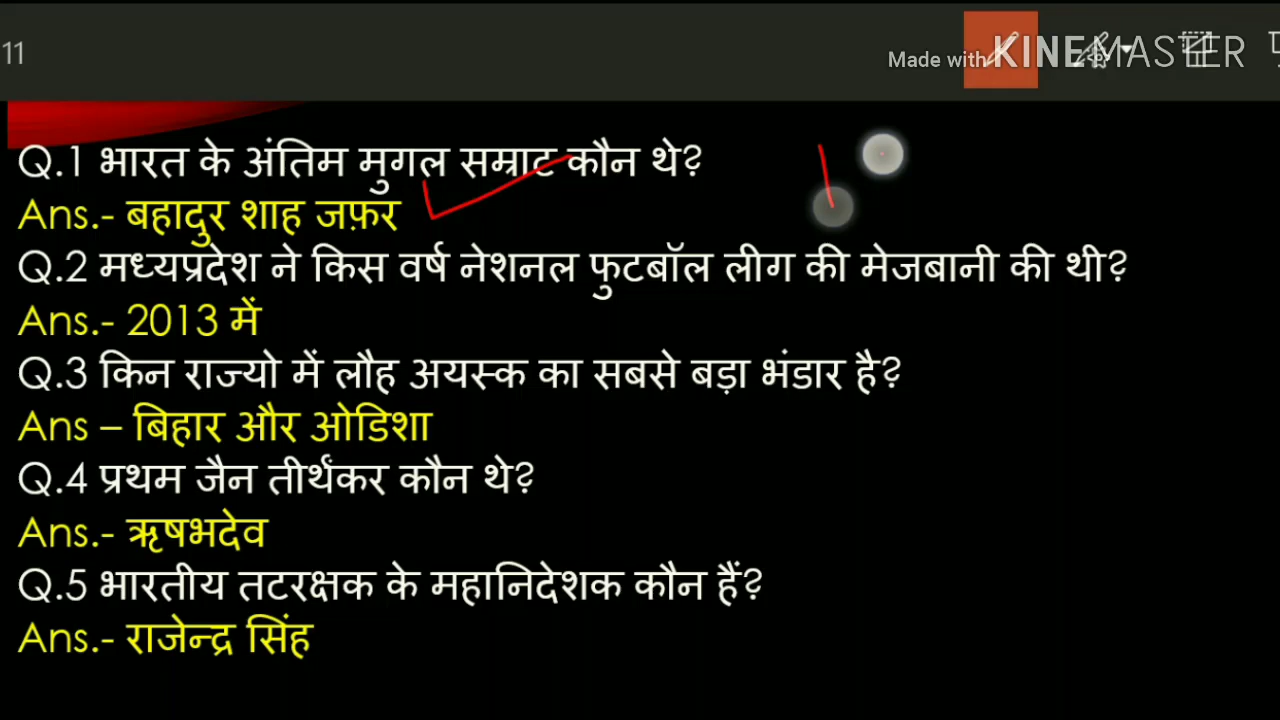 11
Made with KINEMASTER
Q.1 भारत के अंतिम मुगल सम्राट कौन थे?
Ans.- बहादुर शाह जफ़र
Q.2 मध्यप्रदेश ने किस वर्ष नेशनल फुटबॉल लीग की मेजबानी की थी?
Ans.- 2013 में
Q.3 किन राज्यो में लौह अयस्क का सबसे बड़ा भंडार है?
Ans – बिहार और ओडिशा
Q.4 प्रथम जैन तीर्थंकर कौन थे?
Ans.- ऋषभदेव
Q.5 भारतीय तटरक्षक के महानिदेशक कौन हैं?
Ans.- राजेन्द्र सिंह